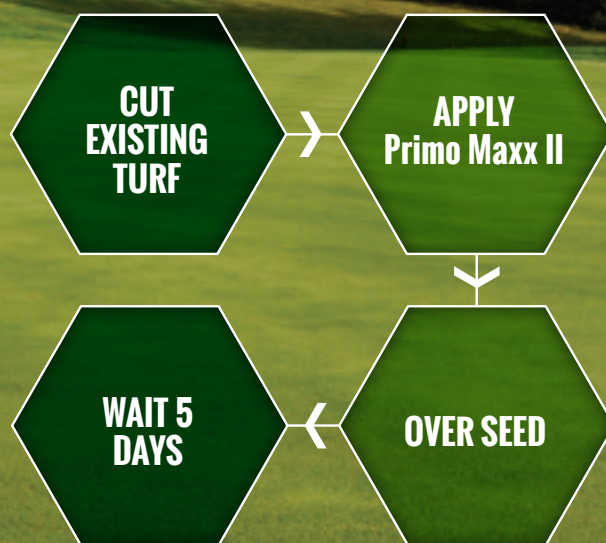 CUT
EXISTING
TURF
APPLY
Primo Maxx II
OVER SEED
WAIT 5
DAYS